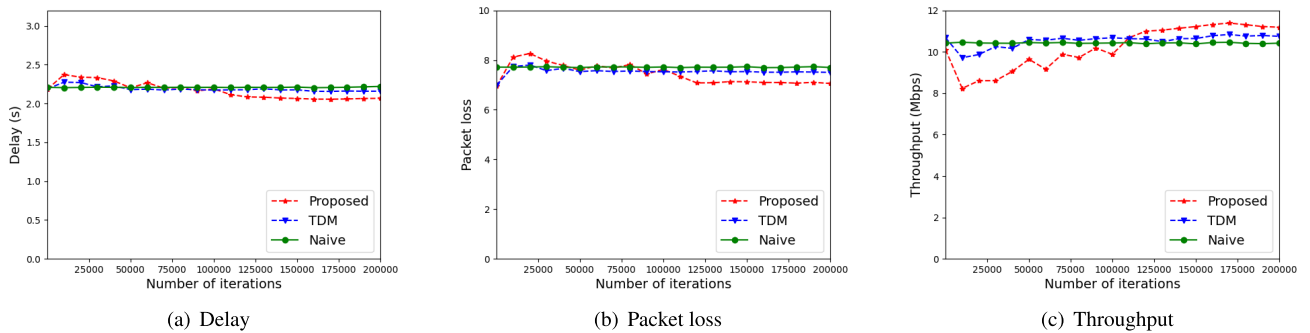 3.0
2.5
2.0
1.5
1.0
0.5
0.0
Delay (s)
25000 50000 75000 100000 125000 150000 175000 200000
Number of iterations
Proposed
TDM
Naive
(a) Delay
10
8
6
4
2
0
Packet loss
25000 50000 75000 100000 125000 150000 175000 200000
Number of iterations
Proposed
TDM
Naive
(b) Packet loss
12
10
8
6
4
2
0
Throughput (Mbps)
25000 50000 75000 100000 125000 150000 175000 200000
Number of iterations
Proposed
TDM
Naive
(c) Throughput